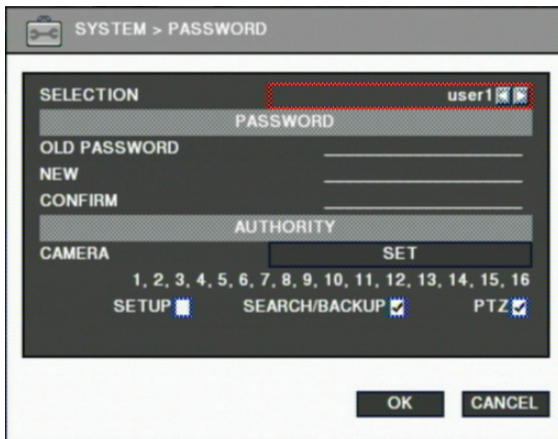 SYSTEM > PASSWORD
SELECTION user1
PASSWORD
OLD PASSWORD
NEW
CONFIRM
AUTHORITY
CAMERA SET
1, 2, 3, 4, 5, 6, 7, 8, 9, 10, 11, 12, 13, 14, 15, 16
SETUP SEARCH/BACKUP PTZ
OK CANCEL